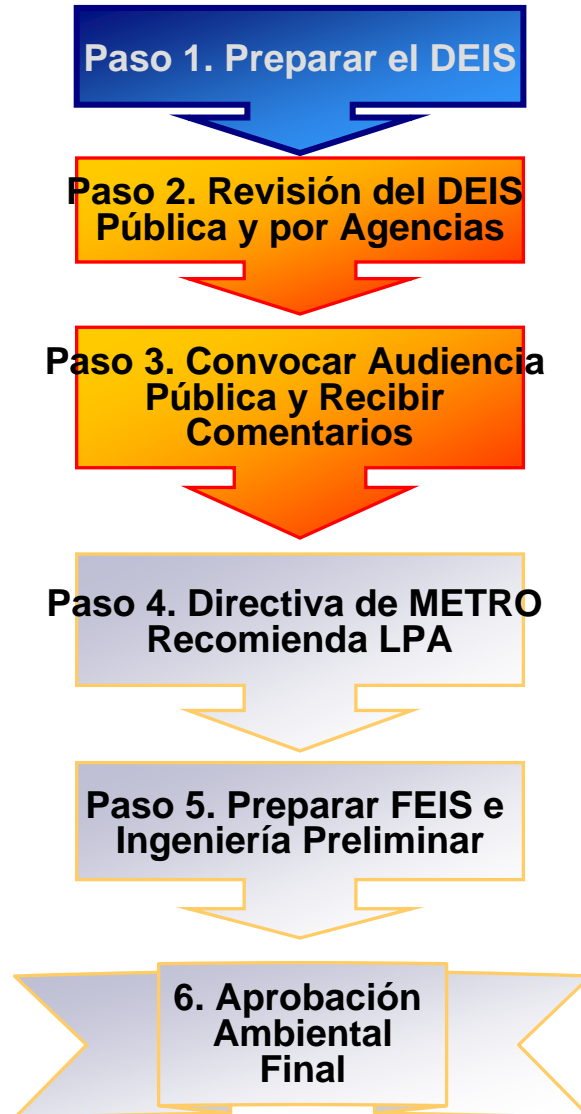 Paso 1. Preparar el DEIS
Paso 2. Revisión del DEIS
Pública y por Agencias
Paso 3. Convocar Audiencia
Pública y Recibir
Comentarios
Paso 4. Directiva de METRO
Recomienda LPA
Paso 5. Preparar FEIS e
Ingeniería Preliminar
6. Aprobación
Ambiental
Final